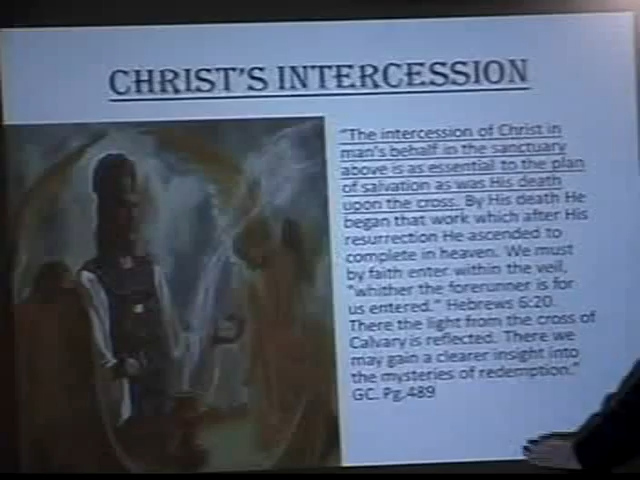 CHRIST'S INTERCESSION
"The intercession of Christ in
man's behalf in the sanctuary
above is as essential to the plan
of salvation as was His death
upon the cross. By His death He
began that work which after His
resurrection He ascended to
complete in heaven. We must
by faith enter within the veil,
"whither the forerunner is for
us entered." Hebrews 6:20.
There the light from the cross of
Calvary is reflected. There we
may gain a clearer insight into
the mysteries of redemption."
GC. Pg.489